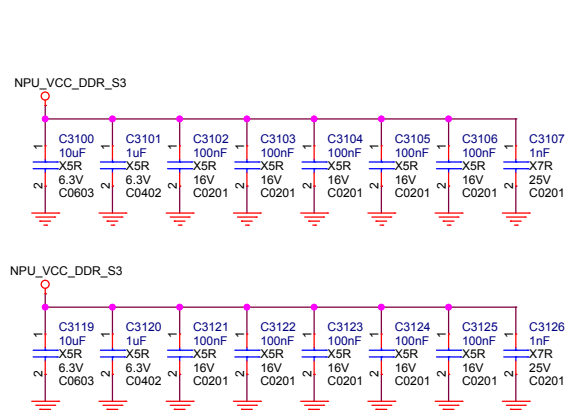 NPU_VCC_DDR_S3
C3100 C3101 C3102 C3103 C3104 C3105 C3106 C3107
10uF 1uF 100nF 100nF 100nF 100nF 100nF 1nF
1 X5R 1 X5R 1 X5R 1 X5R 1 X5R 1 X5R 1 X5R 1 X7R
2 6.3V 2 6.3V 2 16V 2 16V 2 16V 2 16V 2 16V 2 25V
C0603 C0402 C0201 C0201 C0201 C0201 C0201 C0201
NPU_VCC_DDR_S3
C3119 C3120 C3121 C3122 C3123 C3124 C3125 C3126
10uF 1uF 100nF 100nF 100nF 100nF 100nF 1nF
1 X5R 1 X5R 1 X5R 1 X5R 1 X5R 1 X5R 1 X5R 1 X7R
2 6.3V 2 6.3V 2 16V 2 16V 2 16V 2 16V 2 16V 2 25V
C0603 C0402 C0201 C0201 C0201 C0201 C0201 C0201